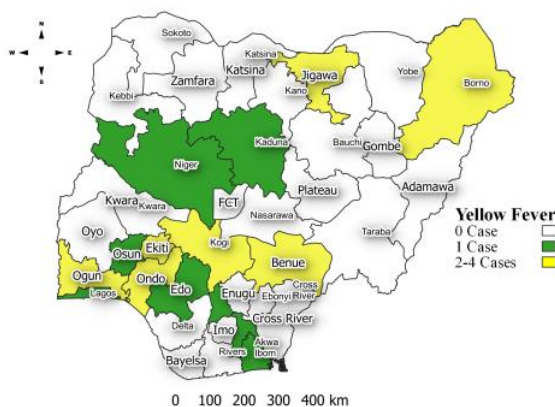 N
W E
S
Sokoto
Katsina
Zamfara
Katsina
Jigawa
Yobe
Borno
Kebbi
Kano
Kaduna
Bauchi
Gombe
Niger
Adamawa
Plateau
Kwara
Kwara
FCT
Nasarawa
Oyo
Taraba
Kogi
Osun
Ekiti
Benue
Ogun
Ondo
Lagos
Edo
Enugu
Cross
Ebonyi River
Delta
Imo
Cross River
Akwa
Rivers Ibom
Bayelsa
Yellow Fever
0 Case
1 Case
2-4 Cases
0 100 200 300 400 km